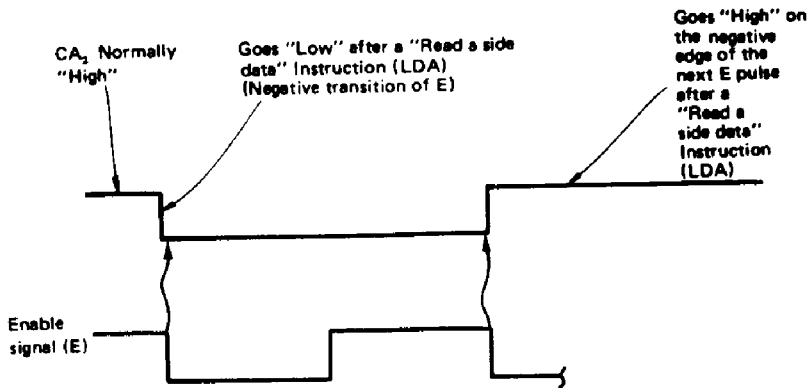 CA₂ Normally
"High"
Goes "Low" after a "Read a side
data" Instruction (LDA)
(Negative transition of E)
Goes "High" on
the negative
edge of the
next E pulse
after a
"Read a
side data"
Instruction
(LDA)
Enable
signal (E)